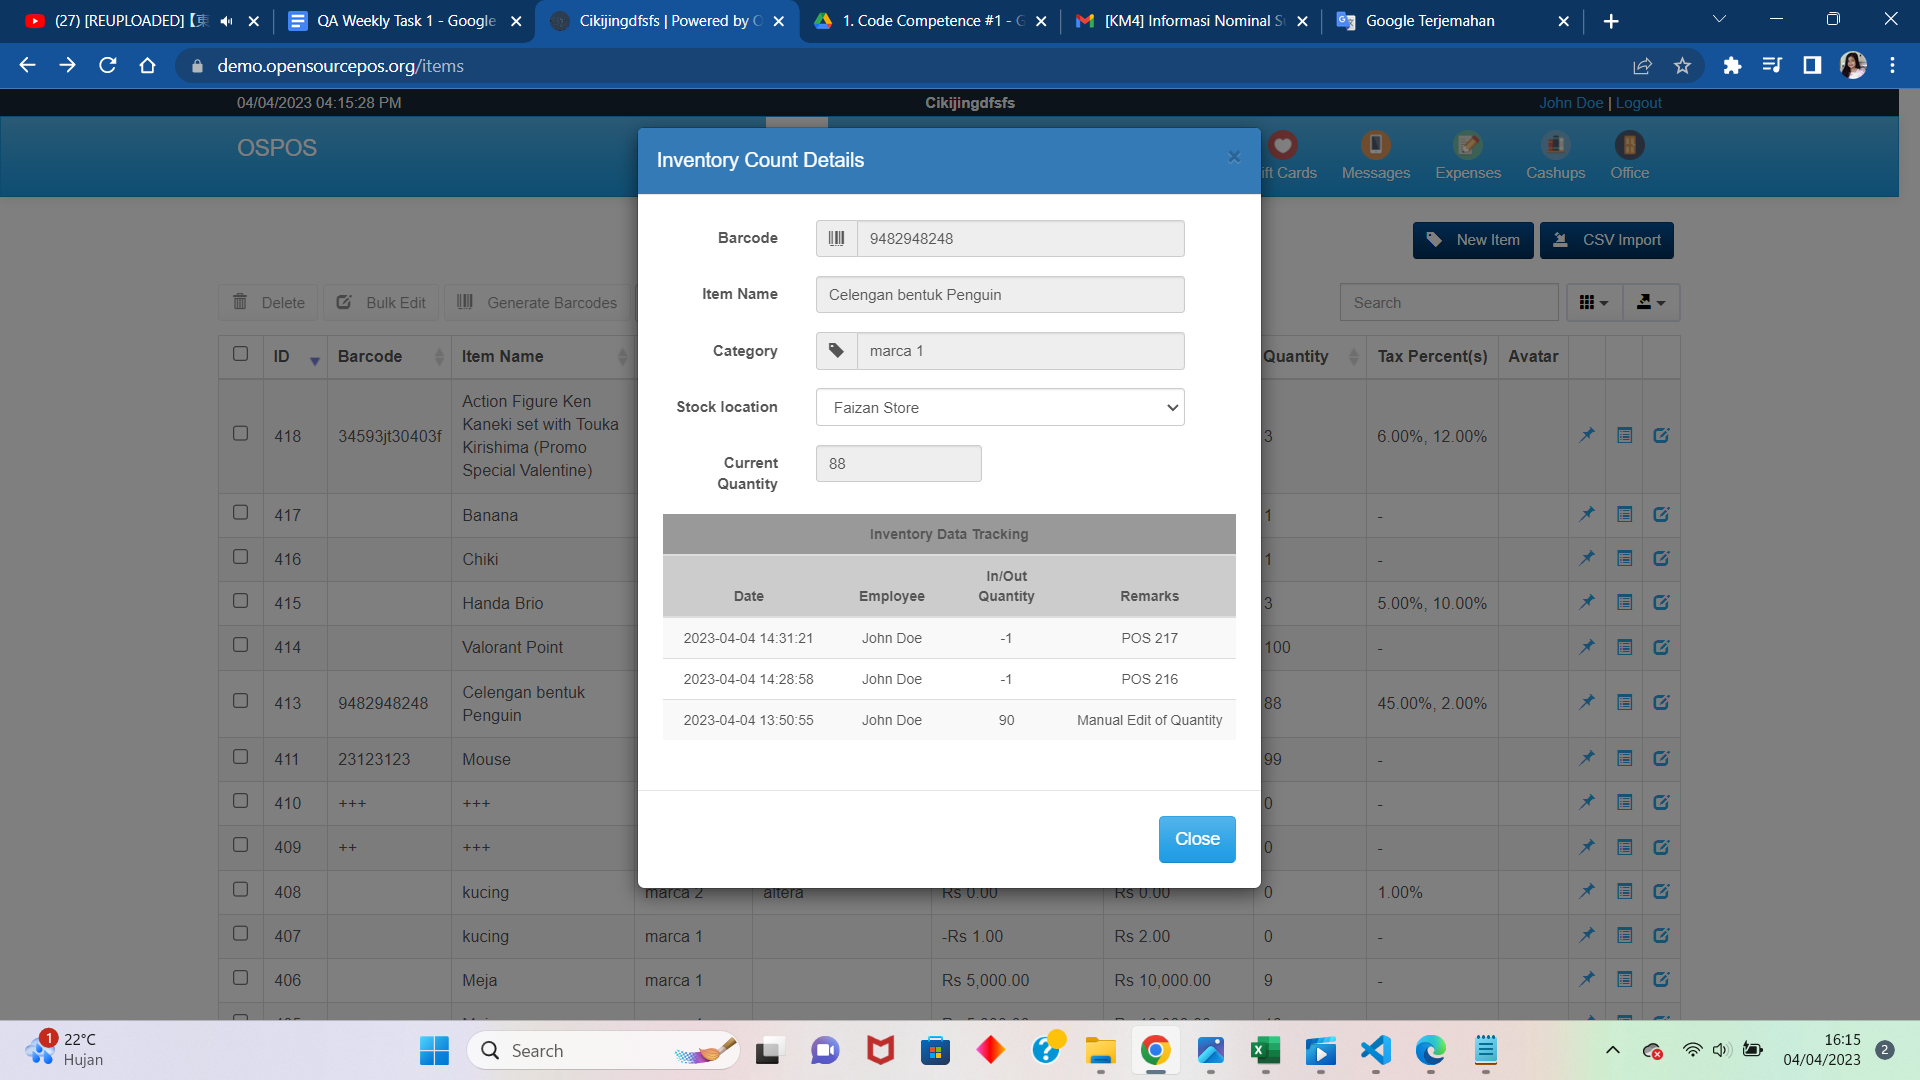 (27) [REUPLOADED]【東
QA Weekly Task 1 - Google
Cikijingdfsfs | Powered by O
1. Code Competence #1 - G
[KM4] Informasi Nominal S
Google Terjemahan
demo.opensourcepos.org/items
04/04/2023 04:15:28 PM
Cikijingdfsfs
John Doe | Logout
OSPOS
ift Cards
Messages
Expenses
Cashups
Office
New Item
CSV Import
Delete
Bulk Edit
Generate Barcodes
Search
ID Barcode Item Name Quantity Tax Percent(s) Avatar
418 34593jt30403f Action Figure Ken
Kaneki set with Touka
Kirishima (Promo
Special Valentine)
3 6.00%, 12.00%
417 Banana 1 -
416 Chiki 1 -
415 Handa Brio 3 5.00%, 10.00%
414 Valorant Point 100 -
413 9482948248 Celengan bentuk
Penguin
88 45.00%, 2.00%
411 23123123 Mouse 99 -
410 +++ +++ 0 -
409 ++ +++ 0 -
408 kucing marca 2 altera Rs 0.00 Rs 0.00 0 1.00%
407 kucing marca 1 -Rs 1.00 Rs 2.00 0 -
406 Meja marca 1 Rs 5,000.00 Rs 10,000.00 9 -
Inventory Count Details
×
Barcode 9482948248
Item Name Celengan bentuk Penguin
Category marca 1
Stock location Faizan Store
Current
Quantity
88
Inventory Data Tracking
Date Employee In/Out
Quantity
Remarks
2023-04-04 14:31:21 John Doe -1 POS 217
2023-04-04 14:28:58 John Doe -1 POS 216
2023-04-04 13:50:55 John Doe 90 Manual Edit of Quantity
Close
1
22°C
Hujan
Search
16:15
04/04/2023
2